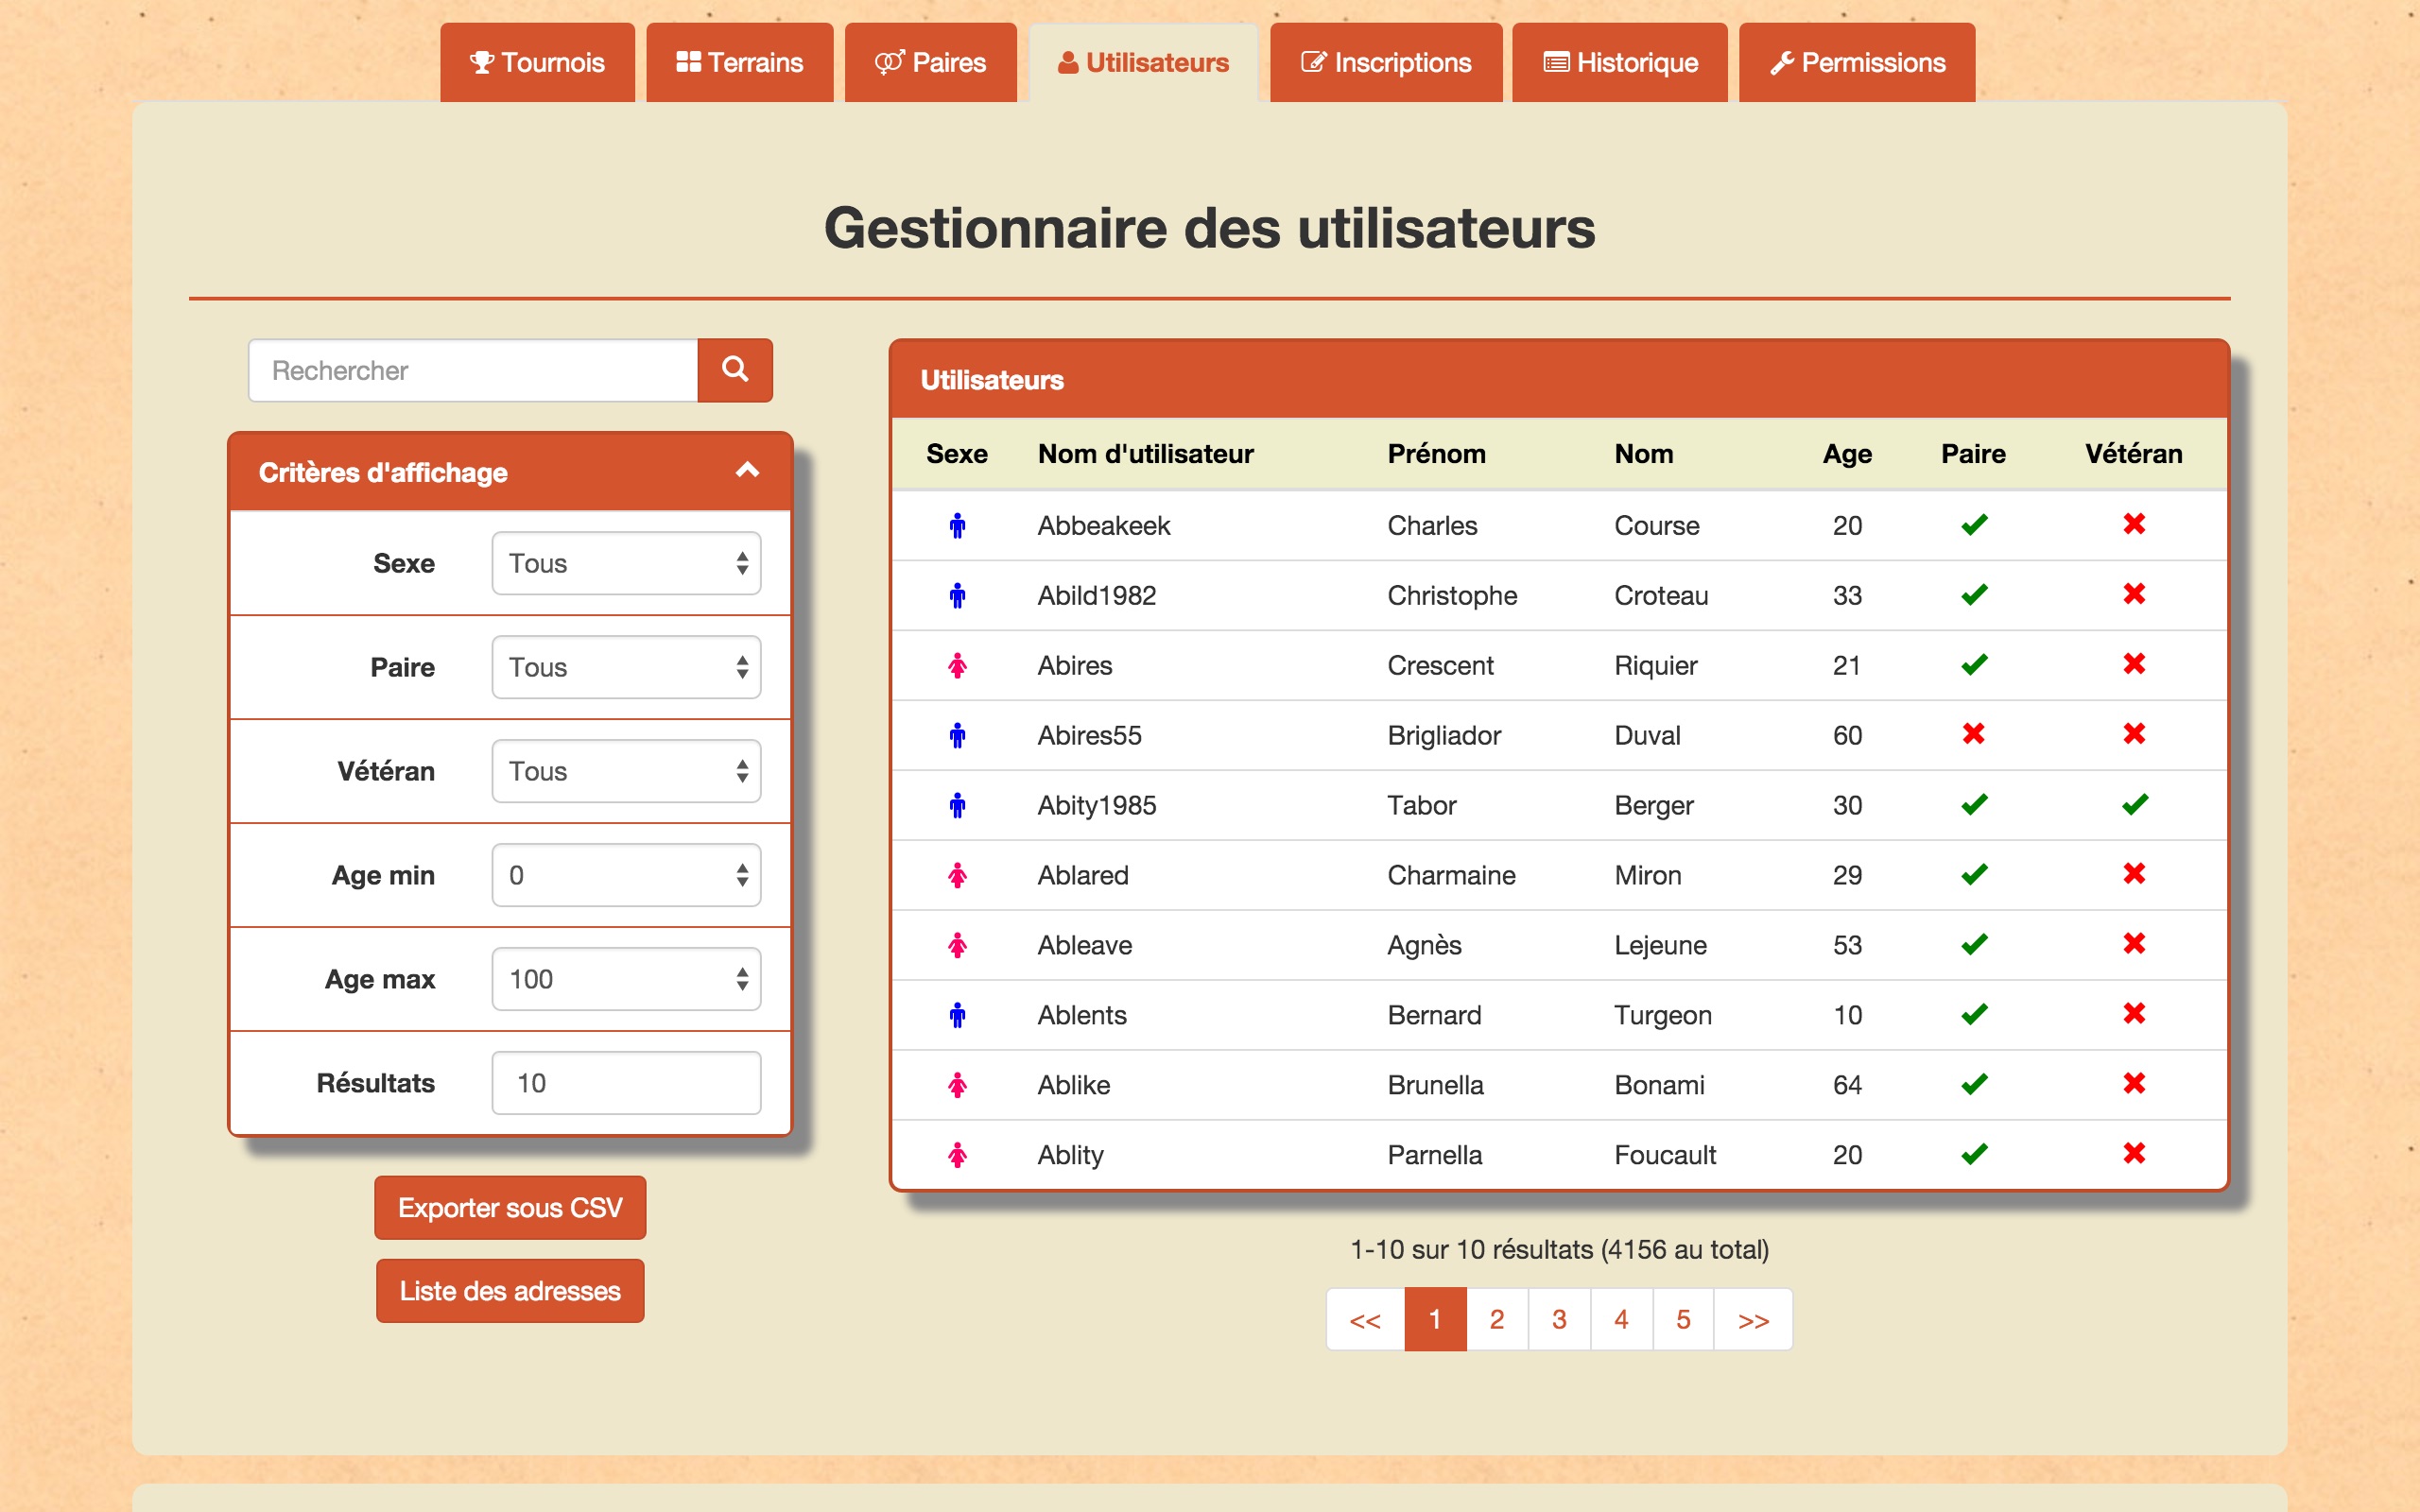 Tournois Terrains Paires Utilisateurs Inscriptions Historique Permissions
Gestionnaire des utilisateurs
Rechercher
Critères d'affichage
Sexe Tous
Paire Tous
Vétéran Tous
Age min 0
Age max 100
Résultats 10
Exporter sous CSV
Liste des adresses
Utilisateurs
Sexe Nom d'utilisateur Prénom Nom Age Paire Vétéran
Abbeakeek Charles Course 20
Abild1982 Christophe Croteau 33
Abires Crescent Riquier 21
Abires55 Brigliador Duval 60
Abity1985 Tabor Berger 30
Ablared Charmaine Miron 29
Ableave Agnès Lejeune 53
Ablents Bernard Turgeon 10
Ablike Brunella Bonami 64
Ablity Parnella Foucault 20
1-10 sur 10 résultats (4156 au total)
<< 1 2 3 4 5 >>